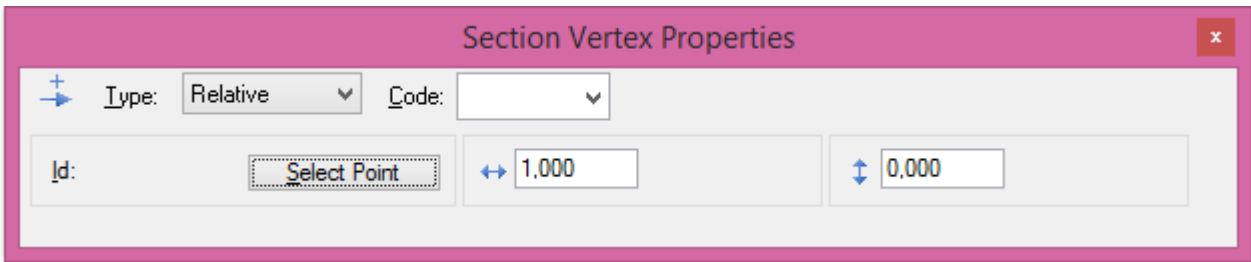 Section Vertex Properties x
Type: Relative Code:
Id: Select Point 1,000 0,000